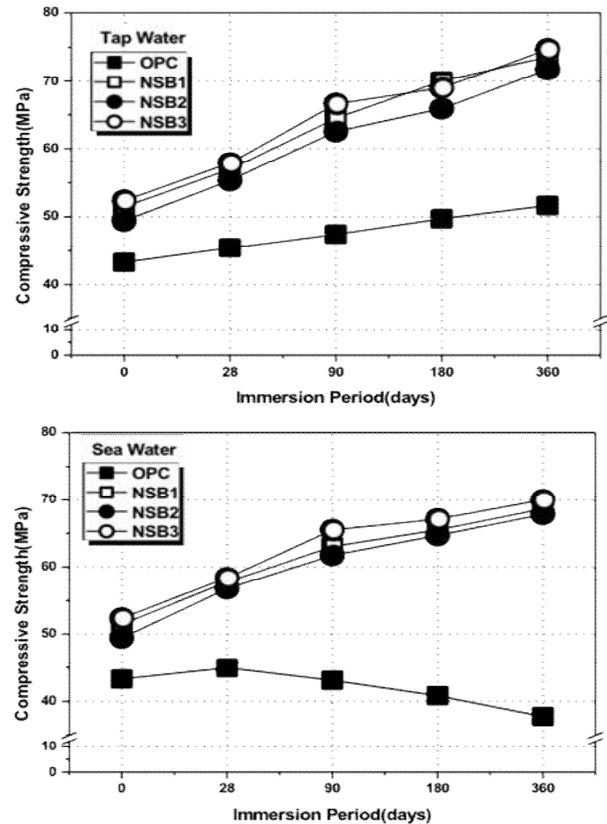 Tap Water
OPC
NSB1
NSB2
NSB3
Compressive Strength(MPa)
80
70
60
50
40
10
0
0 28 90 180 360
Immersion Period(days)
Sea Water
OPC
NSB1
NSB2
NSB3
Compressive Strength(MPa)
80
70
60
50
40
10
0
0 28 90 180 360
Immersion Period(days)